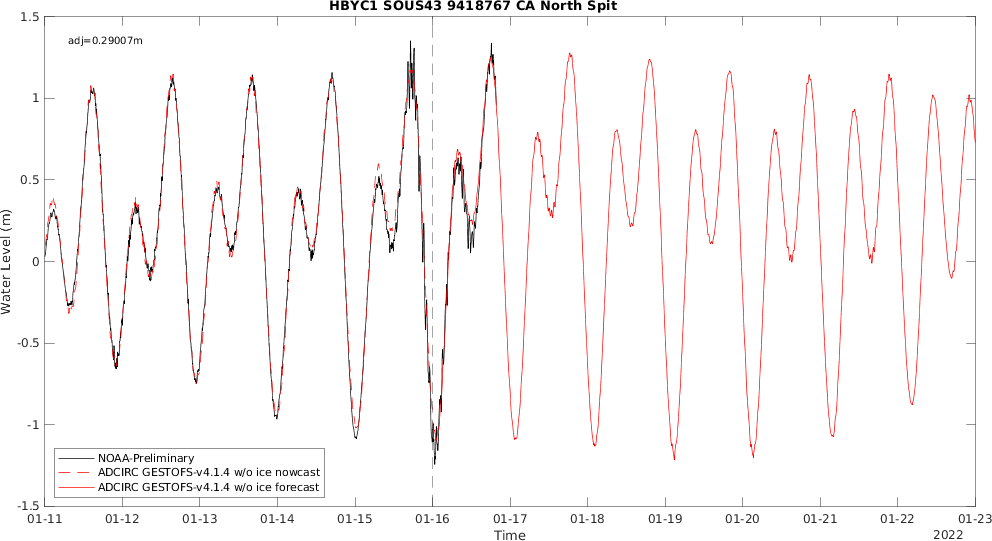 HBYC1 SOUS43 9418767 CA North Spit
adj=0.29007m
1.5
1
0.5
0
-0.5
-1
-1.5
Water Level (m)
NOAA-Preliminary
ADCIRC GESTOFS-v4.1.4 w/o ice nowcast
ADCIRC GESTOFS-v4.1.4 w/o ice forecast
01-11 01-12 01-13 01-14 01-15 01-16 01-17 01-18 01-19 01-20 01-21 01-22 01-23
Time
2022